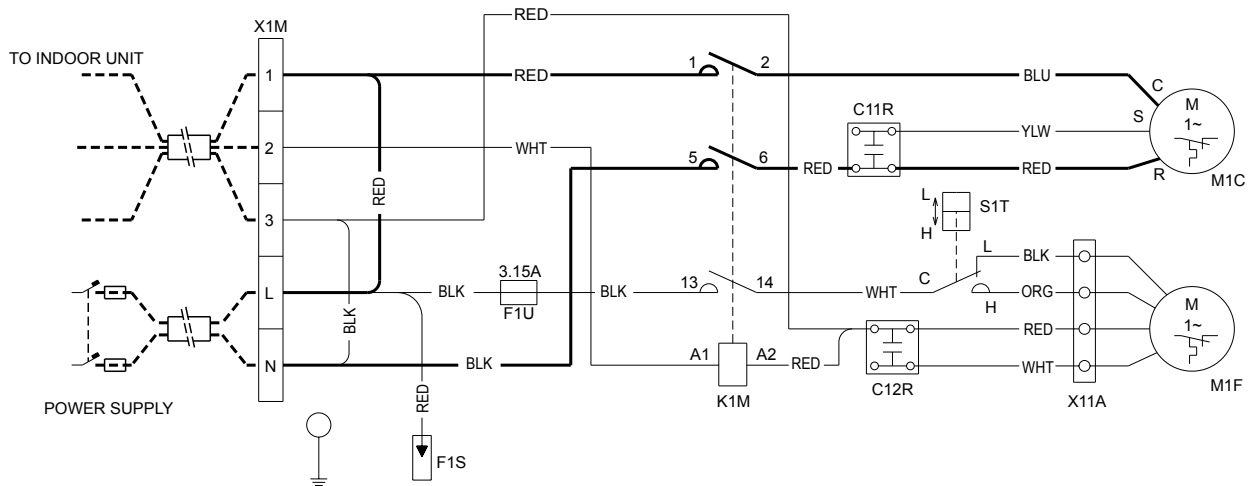 RED
X1M
TO INDOOR UNIT
1 RED 1 2 BLU C
C11R M
S 1~
YLW
2 WHT
5 6 RED RED R
M1C
RED
L S1T
3 H
L BLK
3.15A
C
L BLK BLK 13 14 WHT ORG
F1U H
M
BLK RED 1~
N BLK A1 A2 RED WHT
RED
K1M C12R X11A M1F
POWER SUPPLY
F1S